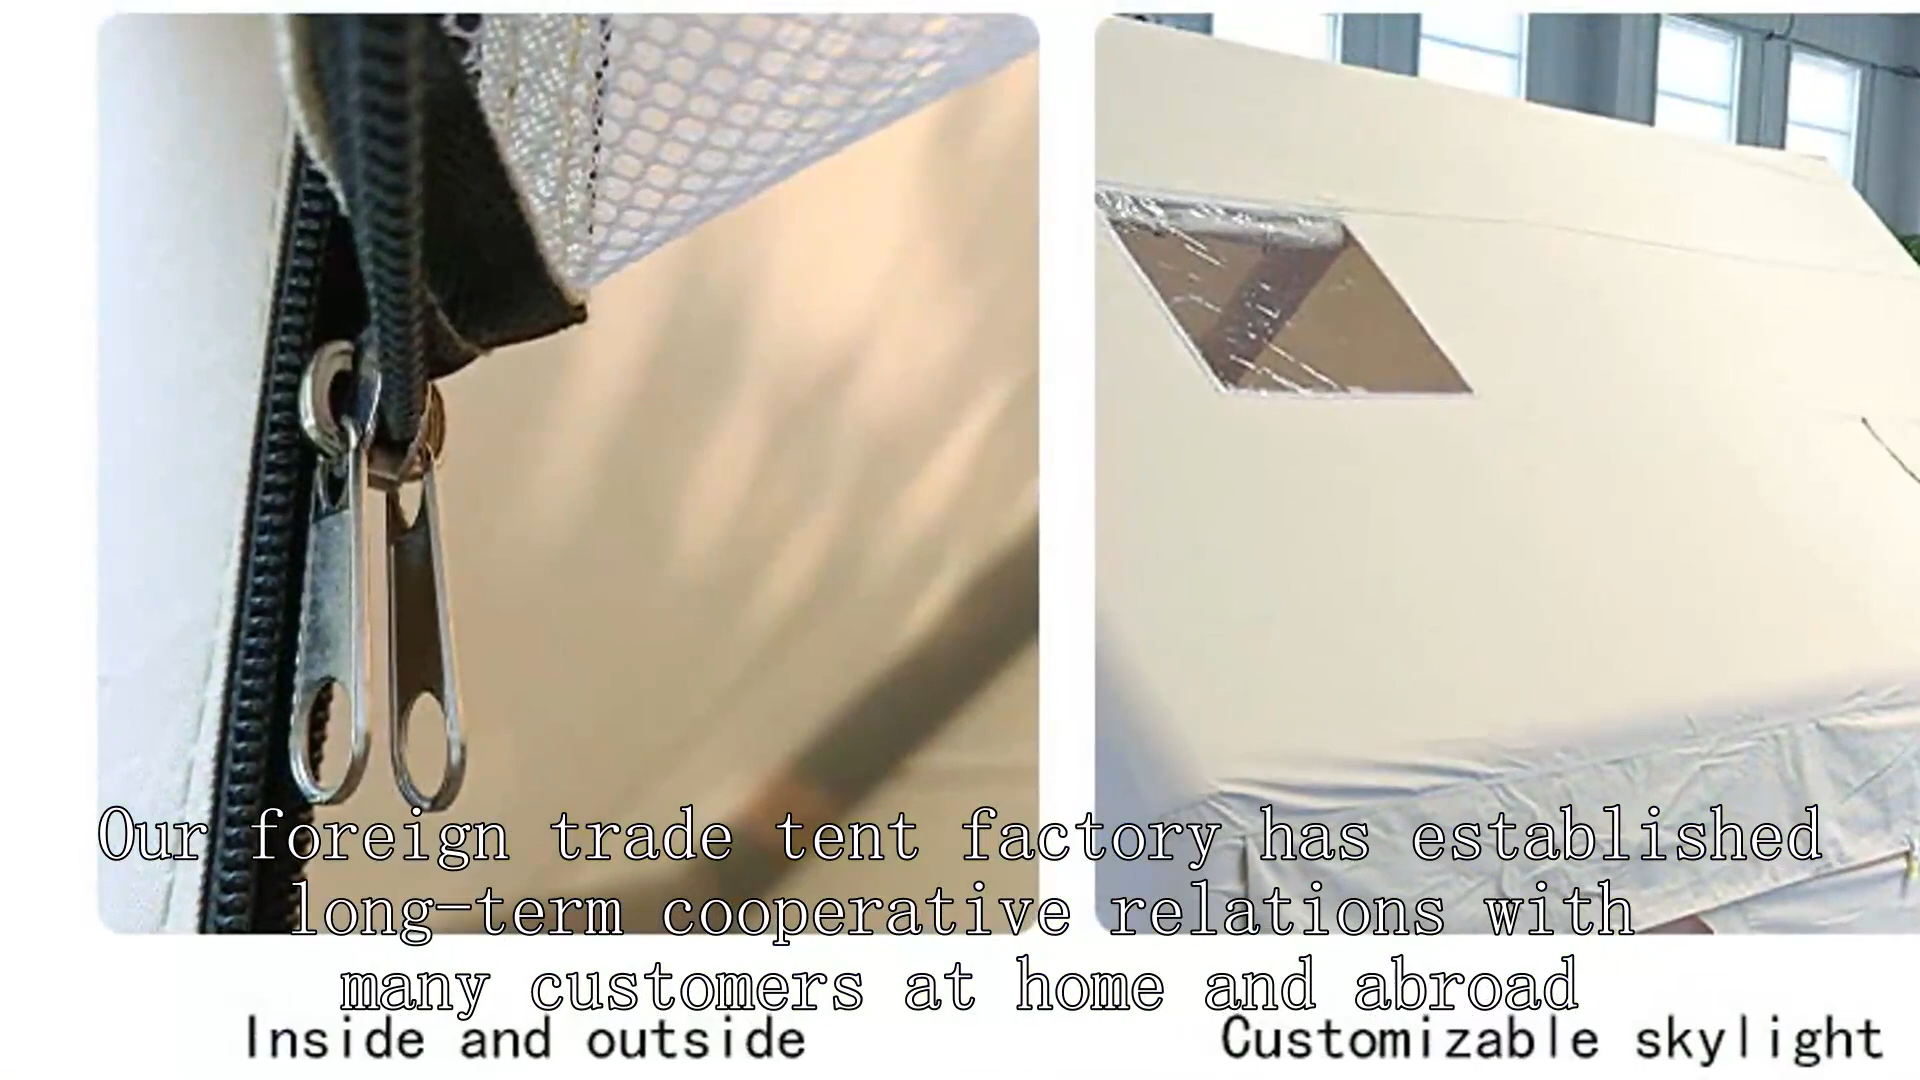 Our foreign trade tent factory has established
long-term cooperative relations with
many customers at home and abroad
Inside and outside
Customizable skylight